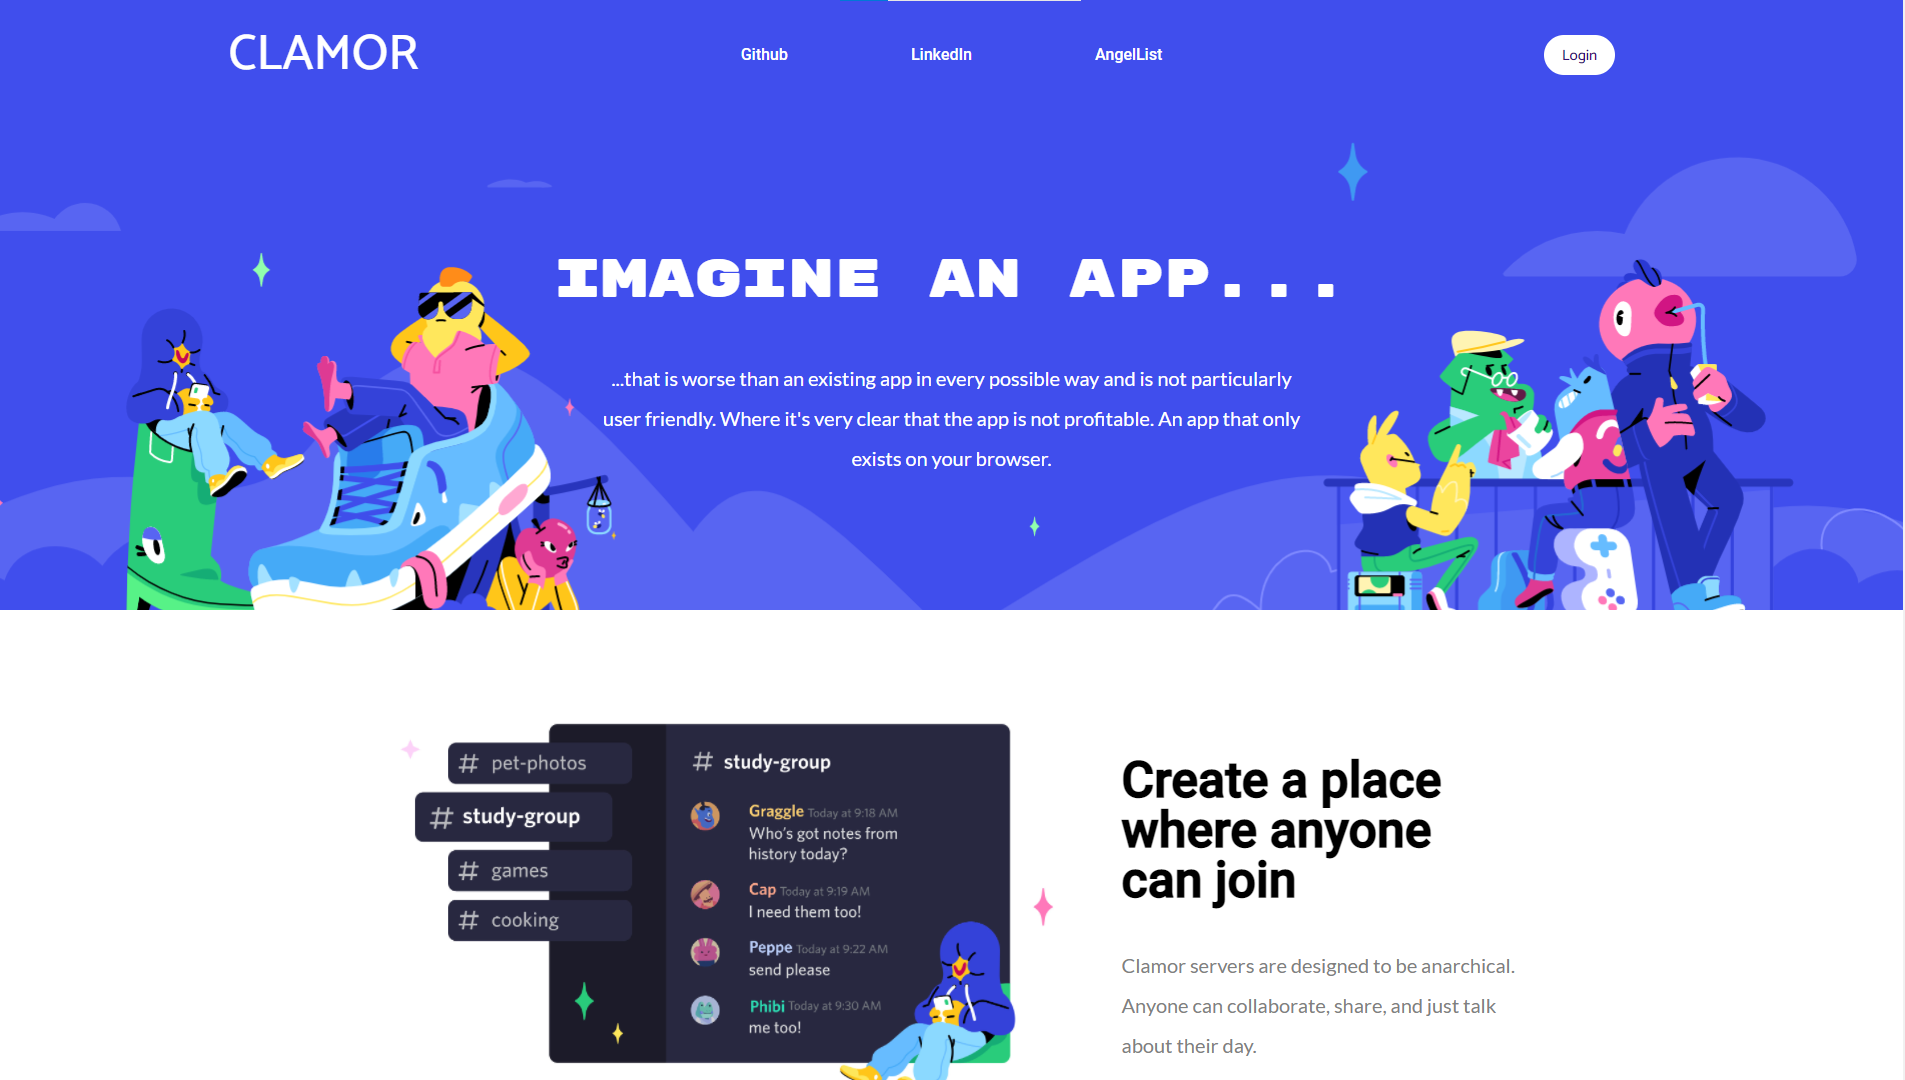 CLAMOR
Github
LinkedIn
AngelList
Login
IMAGINE AN APP...
...that is worse than an existing app in every possible way and is not particularly
user friendly. Where it's very clear that the app is not profitable. An app that only
exists on your browser.
# pet-photos
# study-group
# games
# cooking
# study-group
Graggle Today at 9:18 AM
Who's got notes from
history today?
Cap Today at 9:19 AM
I need them too!
Peppe Today at 9:22 AM
send please
Phibi Today at 9:30 AM
me too!
Create a place
where anyone
can join
Clamor servers are designed to be anarchical.
Anyone can collaborate, share, and just talk
about their day.